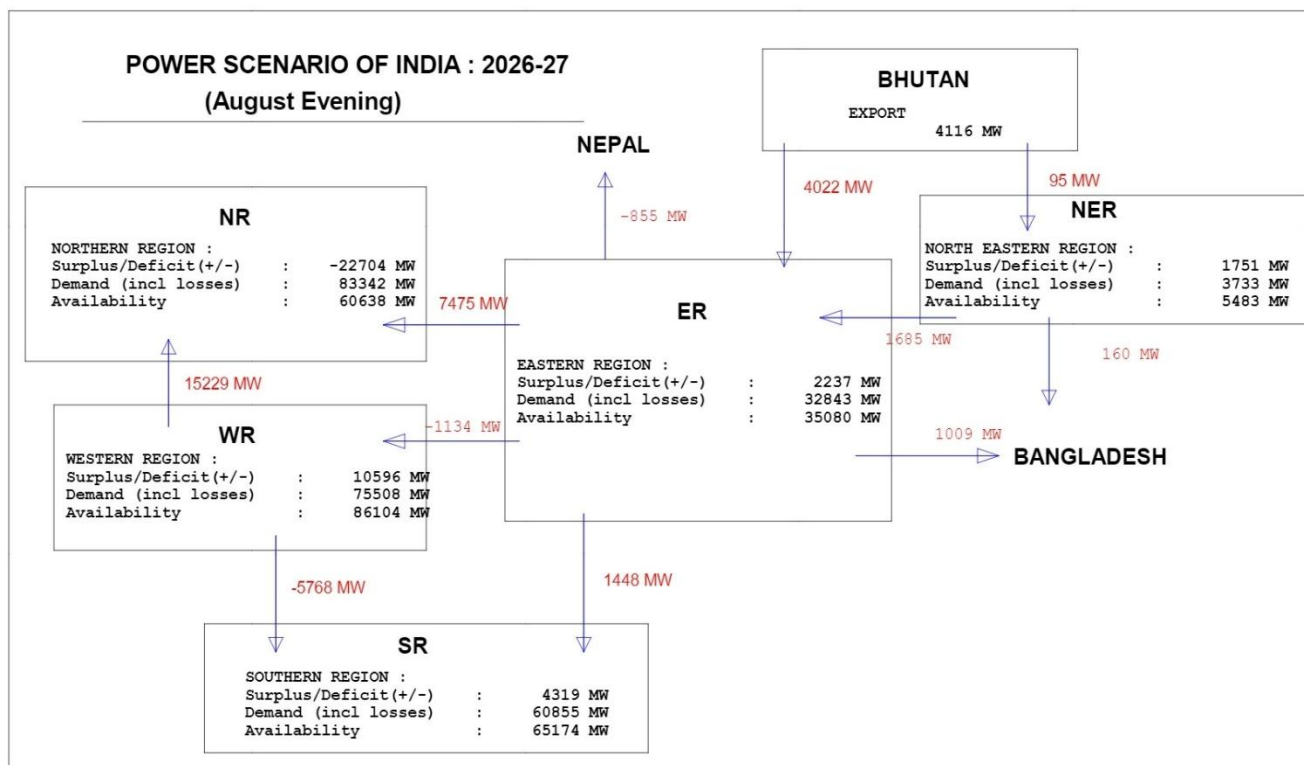 POWER SCENARIO OF INDIA : 2026-27
(August Evening)
BHUTAN
EXPORT
4116 MW
NEPAL
4022 MW
95 MW
-855 MW
NR
NORTHERN REGION :
Surplus/Deficit(+/-) : -22704 MW
Demand (incl losses) : 83342 MW
Availability : 60638 MW
NER
NORTH EASTERN REGION :
Surplus/Deficit(+/-) : 1751 MW
Demand (incl losses) : 3733 MW
Availability : 5483 MW
7475 MW
ER
EASTERN REGION :
Surplus/Deficit(+/-) : 2237 MW
Demand (incl losses) : 32843 MW
Availability : 35080 MW
1685 MW
160 MW
15229 MW
-1134 MW
1009 MW
BANGLADESH
WR
WESTERN REGION :
Surplus/Deficit(+/-) : 10596 MW
Demand (incl losses) : 75508 MW
Availability : 86104 MW
-5768 MW
1448 MW
SR
SOUTHERN REGION :
Surplus/Deficit(+/-) : 4319 MW
Demand (incl losses) : 60855 MW
Availability : 65174 MW